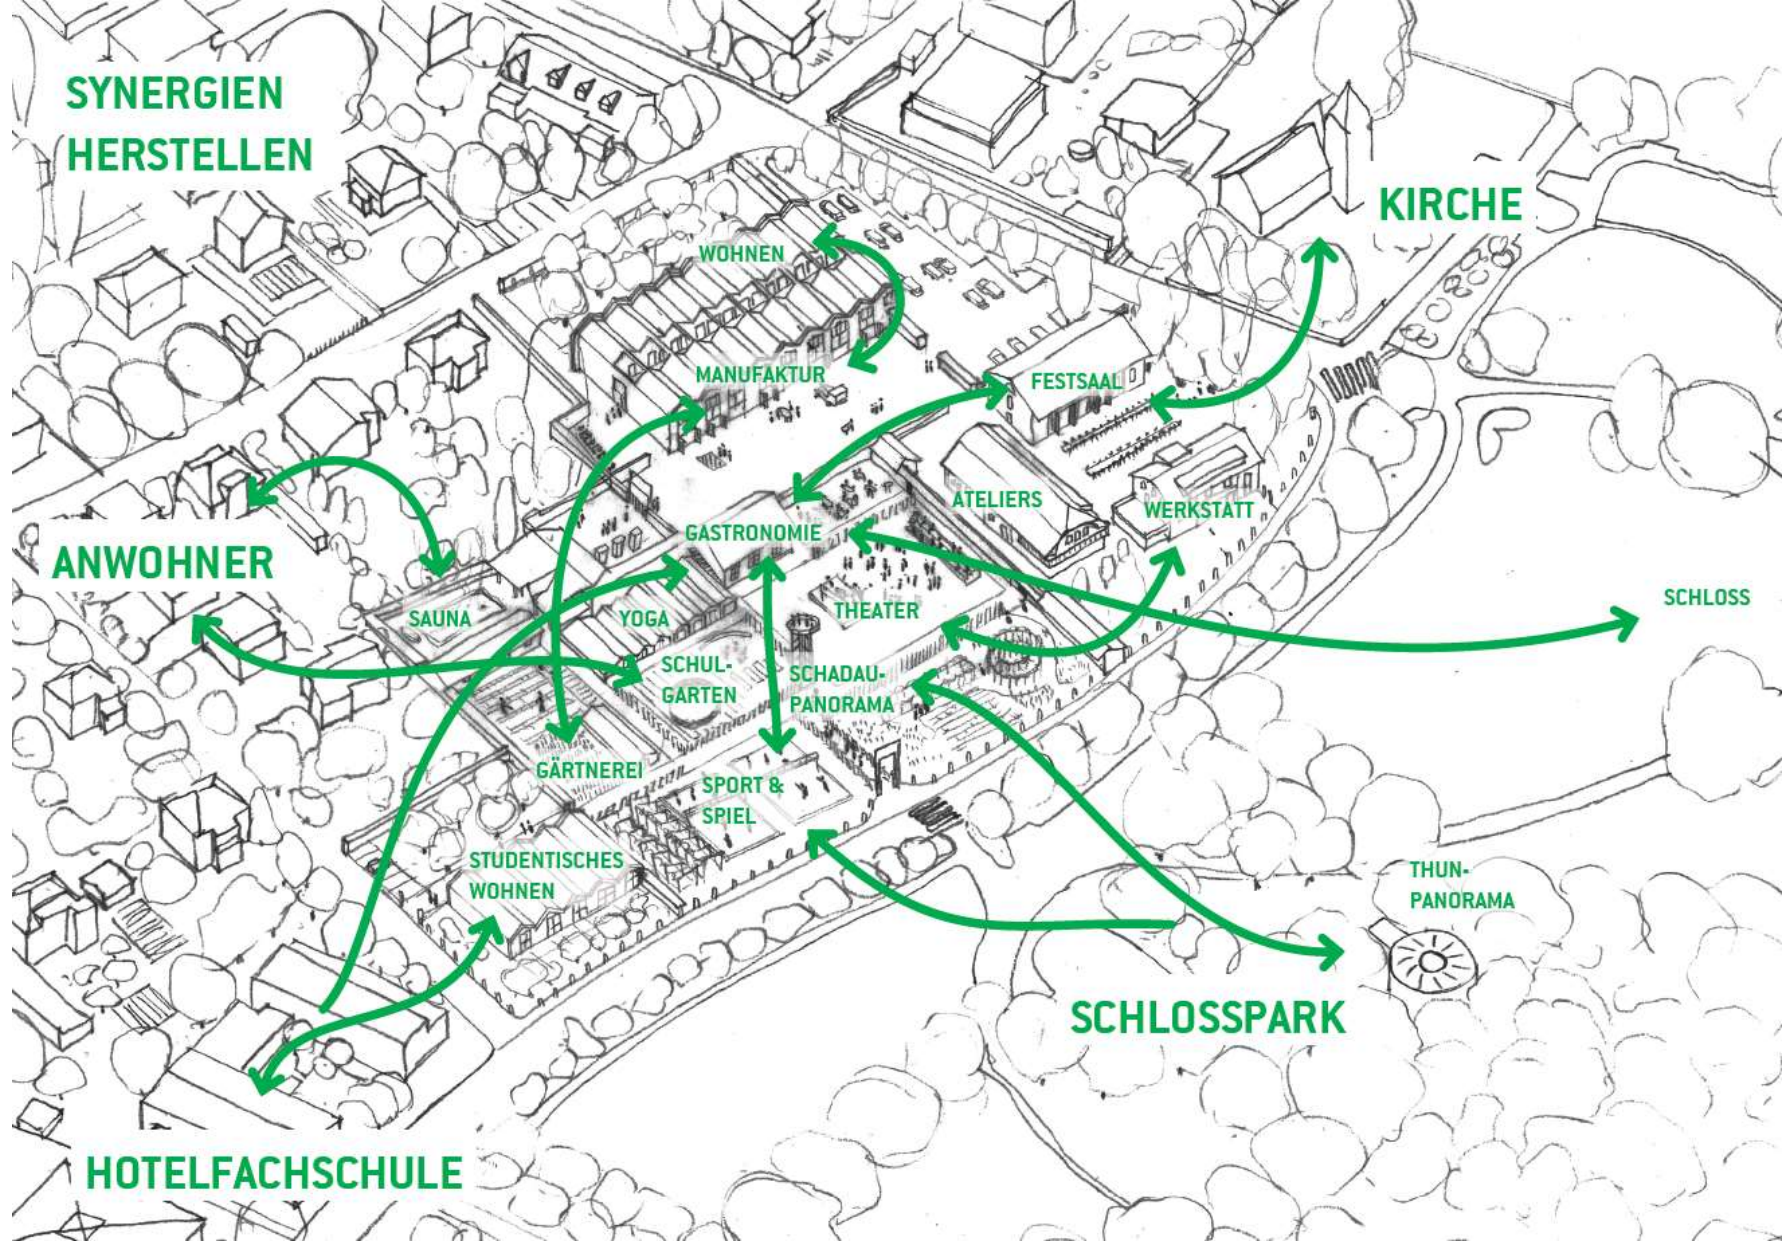 SYNERGIEN
HERSTELLEN
KIRCHE
WOHNEN
MANUFAKTUR
FESTSAAL
ATELIERS
WERKSTATT
GASTRONOMIE
ANWOHNER
SAUNA
YOGA
THEATER
SCHLOSS
SCHUL-
GARTEN
SCHADAU-
PANORAMA
GÄRTNEREI
SPORT &
SPIEL
STUDENTISCHES
WOHNEN
THUN-
PANORAMA
SCHLOSSPARK
HOTELFACHSCHULE